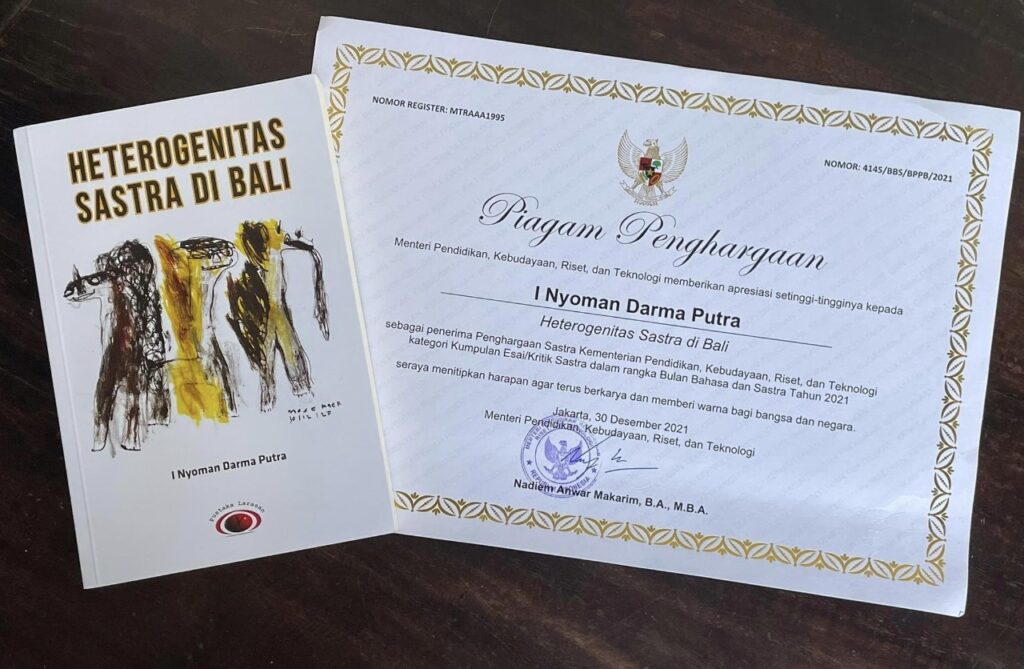 HETEROGENITAS
SASTRA DI BALI
I Nyoman Darma Putra
Pustaka Larasan
NOMOR REGISTER: MTRAAA1995
NOMOR: 4145/BBS/BPPB/2021
Piagam Penghargaan
Menteri Pendidikan, Kebudayaan, Riset, dan Teknologi memberikan apresiasi setinggi-tingginya kepada
I Nyoman Darma Putra
Heterogenitas Sastra di Bali
sebagai penerima Penghargaan Sastra Kementerian Pendidikan, Kebudayaan, Riset, dan Teknologi
kategori Kumpulan Esai/Kritik Sastra dalam rangka Bulan Bahasa dan Sastra Tahun 2021
seraya menitipkan harapan agar terus berkarya dan memberi warna bagi bangsa dan negara.
Jakarta, 30 Desember 2021
Menteri Pendidikan, Kebudayaan, Riset, dan Teknologi
REPUBLIK INDONESIA
Nadiem Anwar Makarim, B.A., M.B.A.